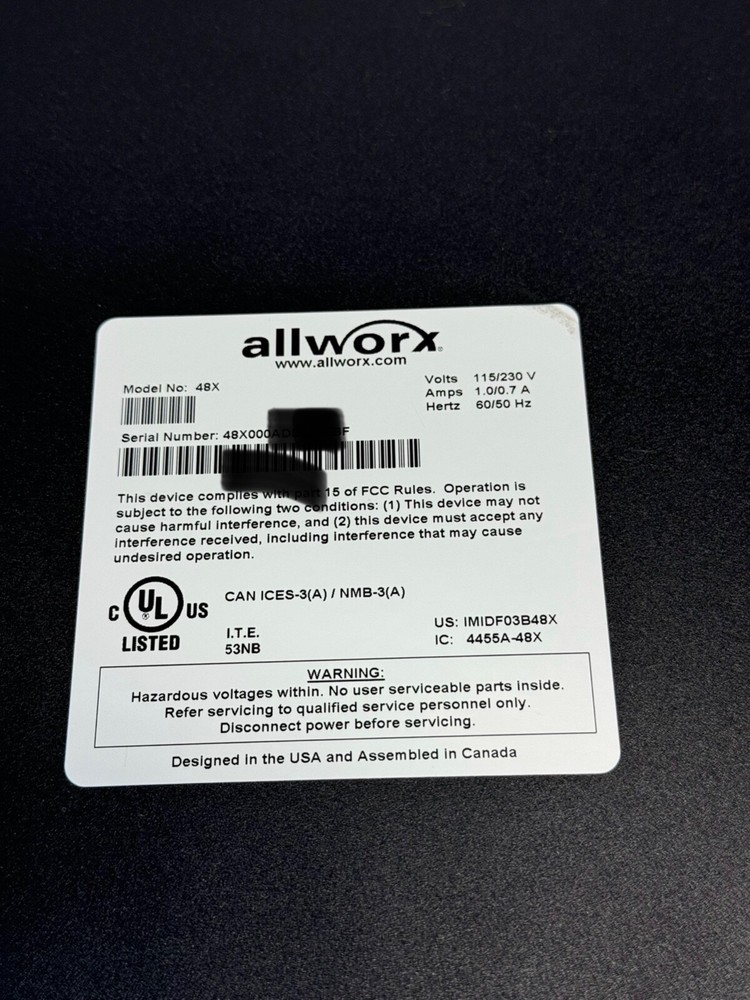 allworx
www.allworx.com
Model No: 48X
Volts 115/230 V
Amps 1.0/0.7 A
Hertz 60/50 Hz
Serial Number: 48X000
This device complies with part 15 of FCC Rules. Operation is
subject to the following two conditions: (1) This device may not
cause harmful interference, and (2) this device must accept any
interference received, including interference that may cause
undesired operation.
C UL US
LISTED
CAN ICES-3(A) / NMB-3(A)
I.T.E.
53NB
US: IMIDF03B48X
IC: 4455A-48X
WARNING:
Hazardous voltages within. No user serviceable parts inside.
Refer servicing to qualified service personnel only.
Disconnect power before servicing.
Designed in the USA and Assembled in Canada